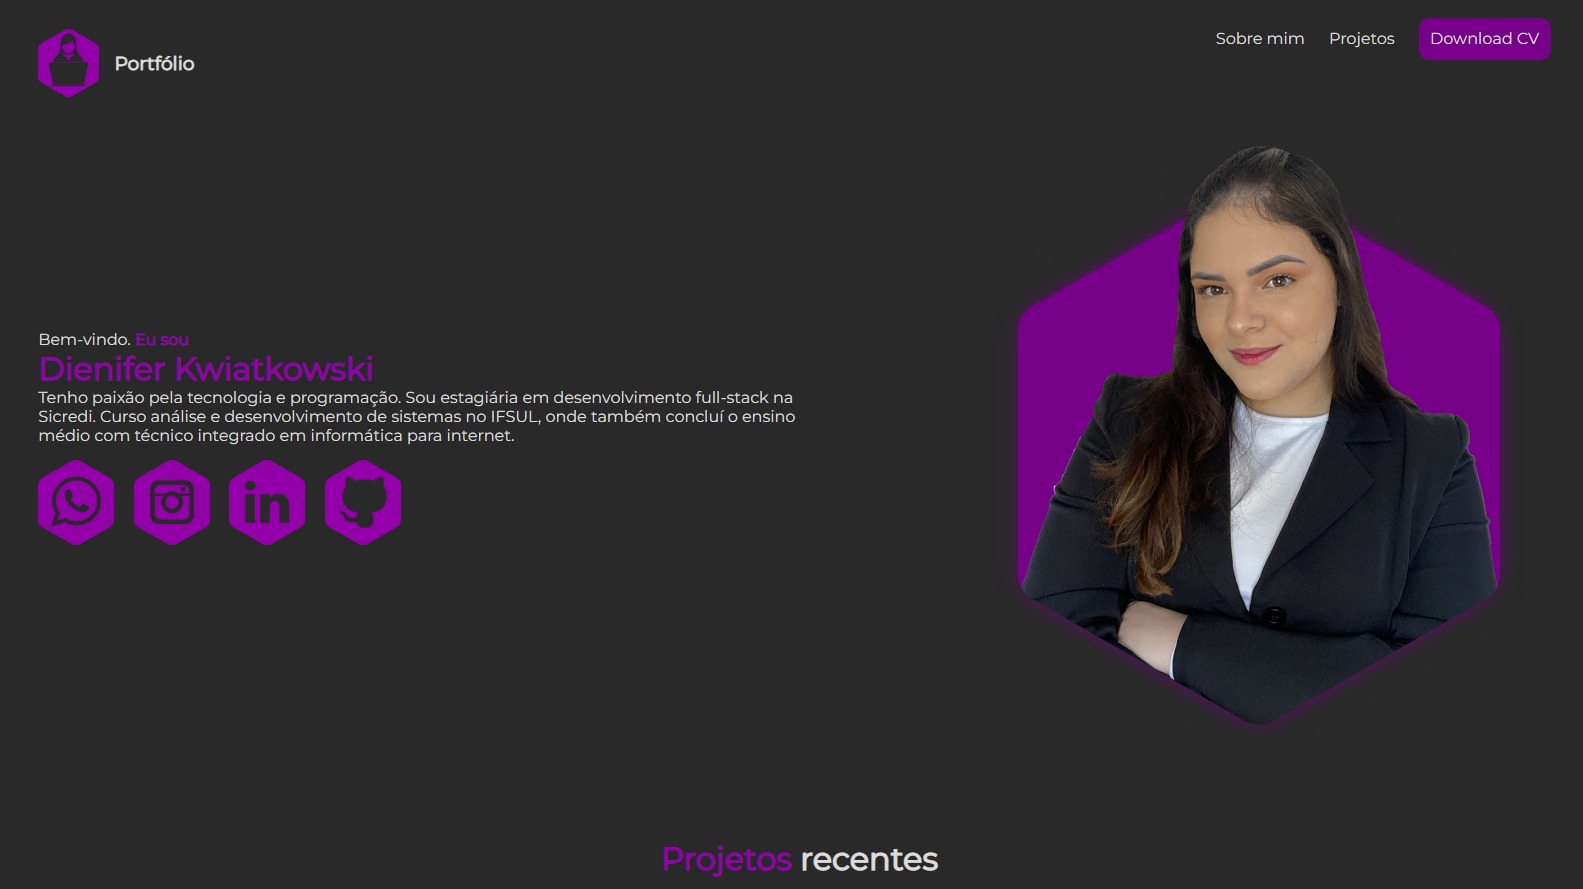 Portfólio
Sobre mim
Projetos
Download CV
Bem-vindo. Eu sou
Dienifer Kwiatkowski
Tenho paixão pela tecnologia e programação. Sou estagiária em desenvolvimento full-stack na
Sicredi. Curso análise e desenvolvimento de sistemas no IFSUL, onde também concluí o ensino
médio com técnico integrado em informática para internet.
in
Projetos recentes